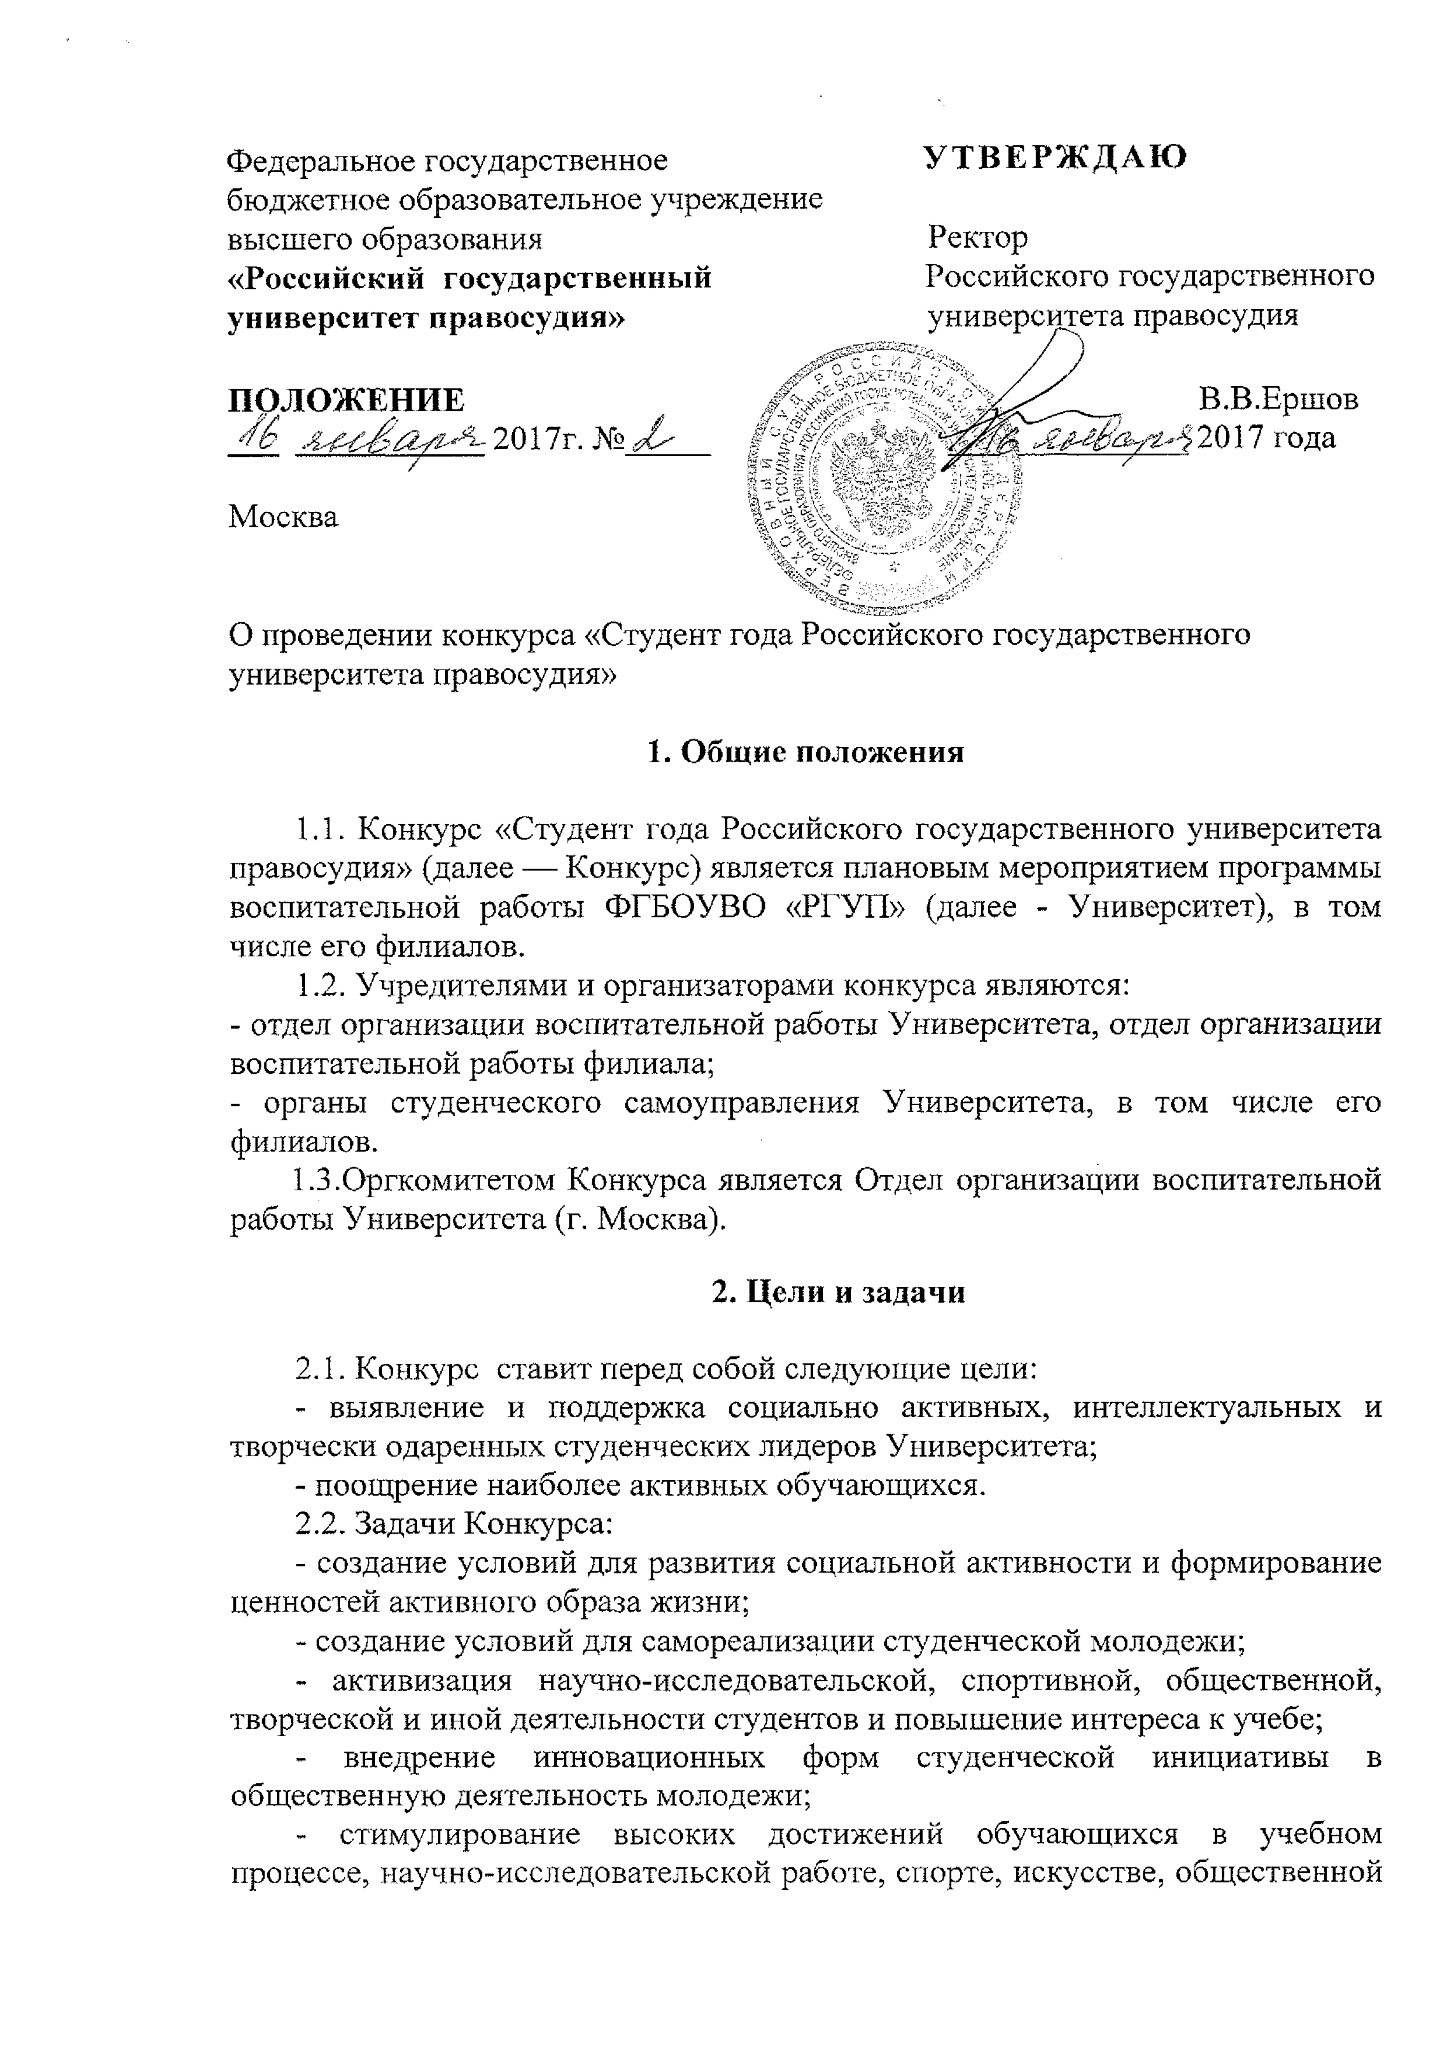 Федеральное государственное
бюджетное образовательное учреждение
высшего образования
«Российский государственный
университет правосудия»
УТВЕРЖДАЮ
Ректор
Российского государственного
университета правосудия
ПОЛОЖЕНИЕ
16 января 2017г. № 2
В.В.Ершов
16 января 2017 года
Москва
О проведении конкурса «Студент года Российского государственного
университета правосудия»
1. Общие положения
1.1. Конкурс «Студент года Российского государственного университета
правосудия» (далее — Конкурс) является плановым мероприятием программы
воспитательной работы ФГБОУВО «РГУП» (далее - Университет), в том
числе его филиалов.
1.2. Учредителями и организаторами конкурса являются:
- отдел организации воспитательной работы Университета, отдел организации
воспитательной работы филиала;
- органы студенческого самоуправления Университета, в том числе его
филиалов.
1.3.Оргкомитетом Конкурса является Отдел организации воспитательной
работы Университета (г. Москва).
2. Цели и задачи
2.1. Конкурс ставит перед собой следующие цели:
- выявление и поддержка социально активных, интеллектуальных и
творчески одаренных студенческих лидеров Университета;
- поощрение наиболее активных обучающихся.
2.2. Задачи Конкурса:
- создание условий для развития социальной активности и формирование
ценностей активного образа жизни;
- создание условий для самореализации студенческой молодежи;
- активизация научно-исследовательской, спортивной, общественной,
творческой и иной деятельности студентов и повышение интереса к учебе;
- внедрение инновационных форм студенческой инициативы в
общественную деятельность молодежи;
- стимулирование высоких достижений обучающихся в учебном
процессе, научно-исследовательской работе, спорте, искусстве, общественной